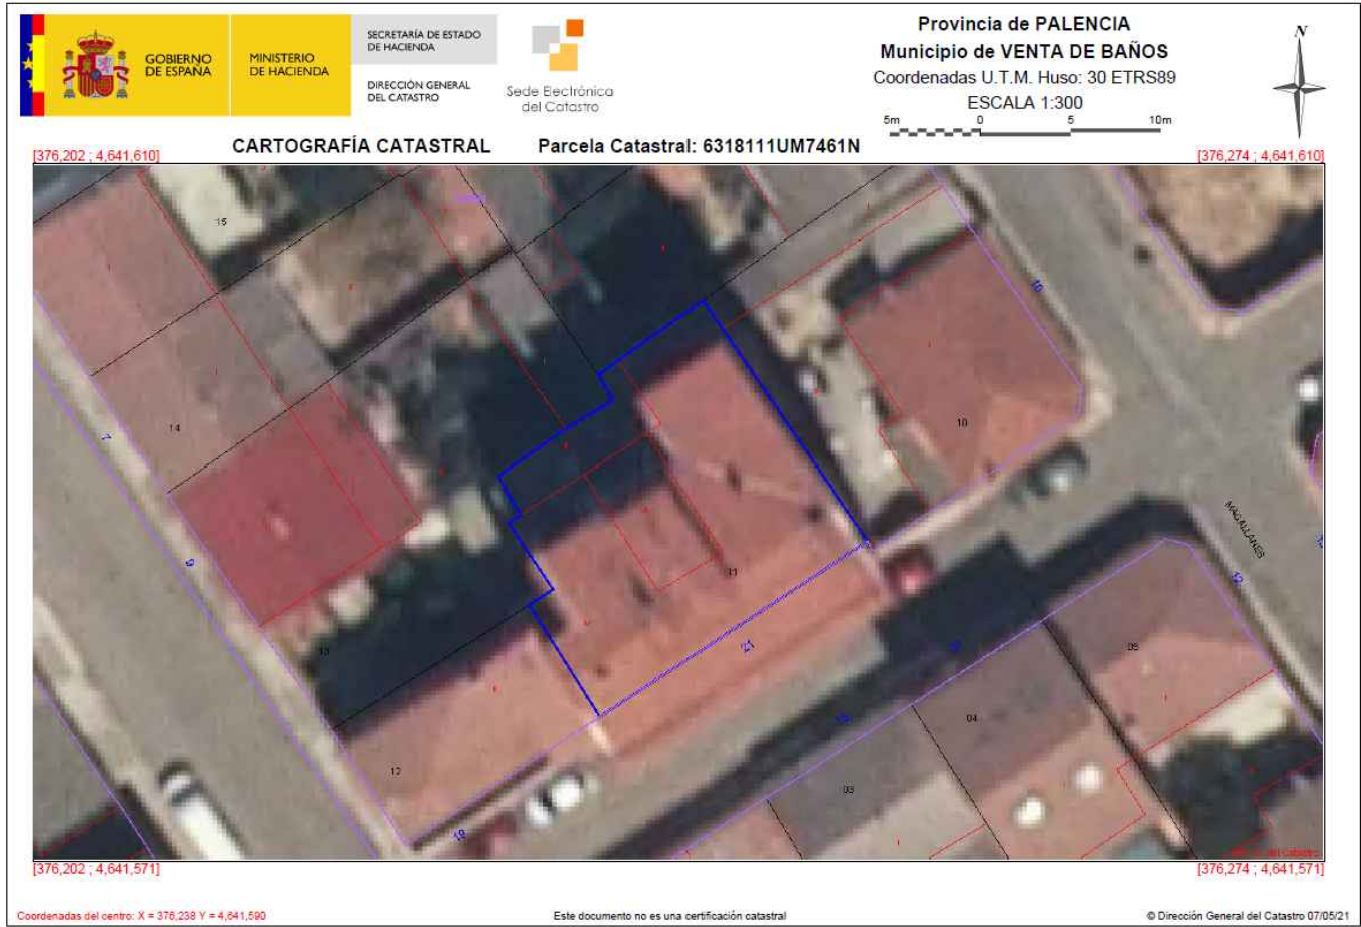 GOBIERNO
DE ESPAÑA
MINISTERIO
DE HACIENDA
SECRETARÍA DE ESTADO
DE HACIENDA
DIRECCIÓN GENERAL
DEL CATASTRO
Sede Electrónica
del Catastro
Provincia de PALENCIA
Municipio de VENTA DE BAÑOS
Coordenadas U.T.M. Huso: 30 ETRS89
ESCALA 1:300
5m 0 5 10m
N
CARTOGRAFÍA CATASTRAL Parcela Catastral: 6318111UM7461N
[376,202 ; 4,641,610]
[376,274 ; 4,641,610]
15
14
7
9
13
12
19
11
21
10
10
MAGALLANES
12
05
04
03
[376,202 ; 4,641,571]
[376,274 ; 4,641,571]
Coordenadas del centro: X = 376,238 Y = 4,641,590
Este documento no es una certificación catastral
© Dirección General del Catastro 07/05/21